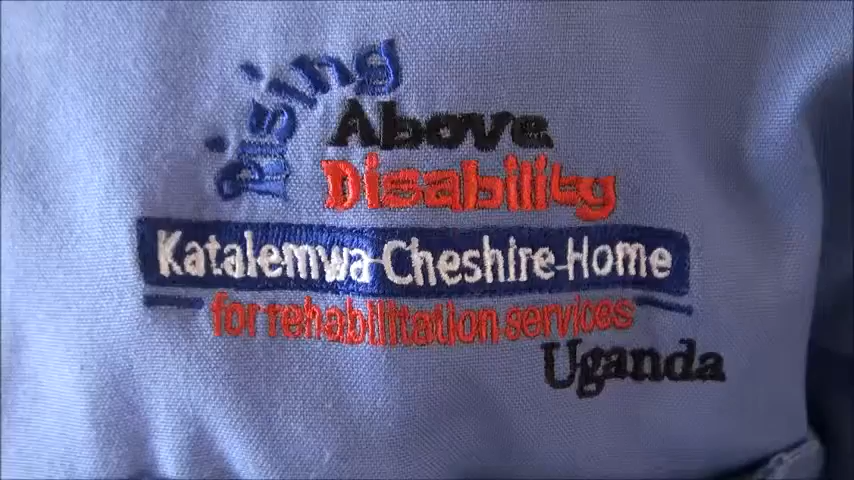 Rising
Above
Disability
Katalemwa Cheshire Home
for rehabilitation services
Uganda